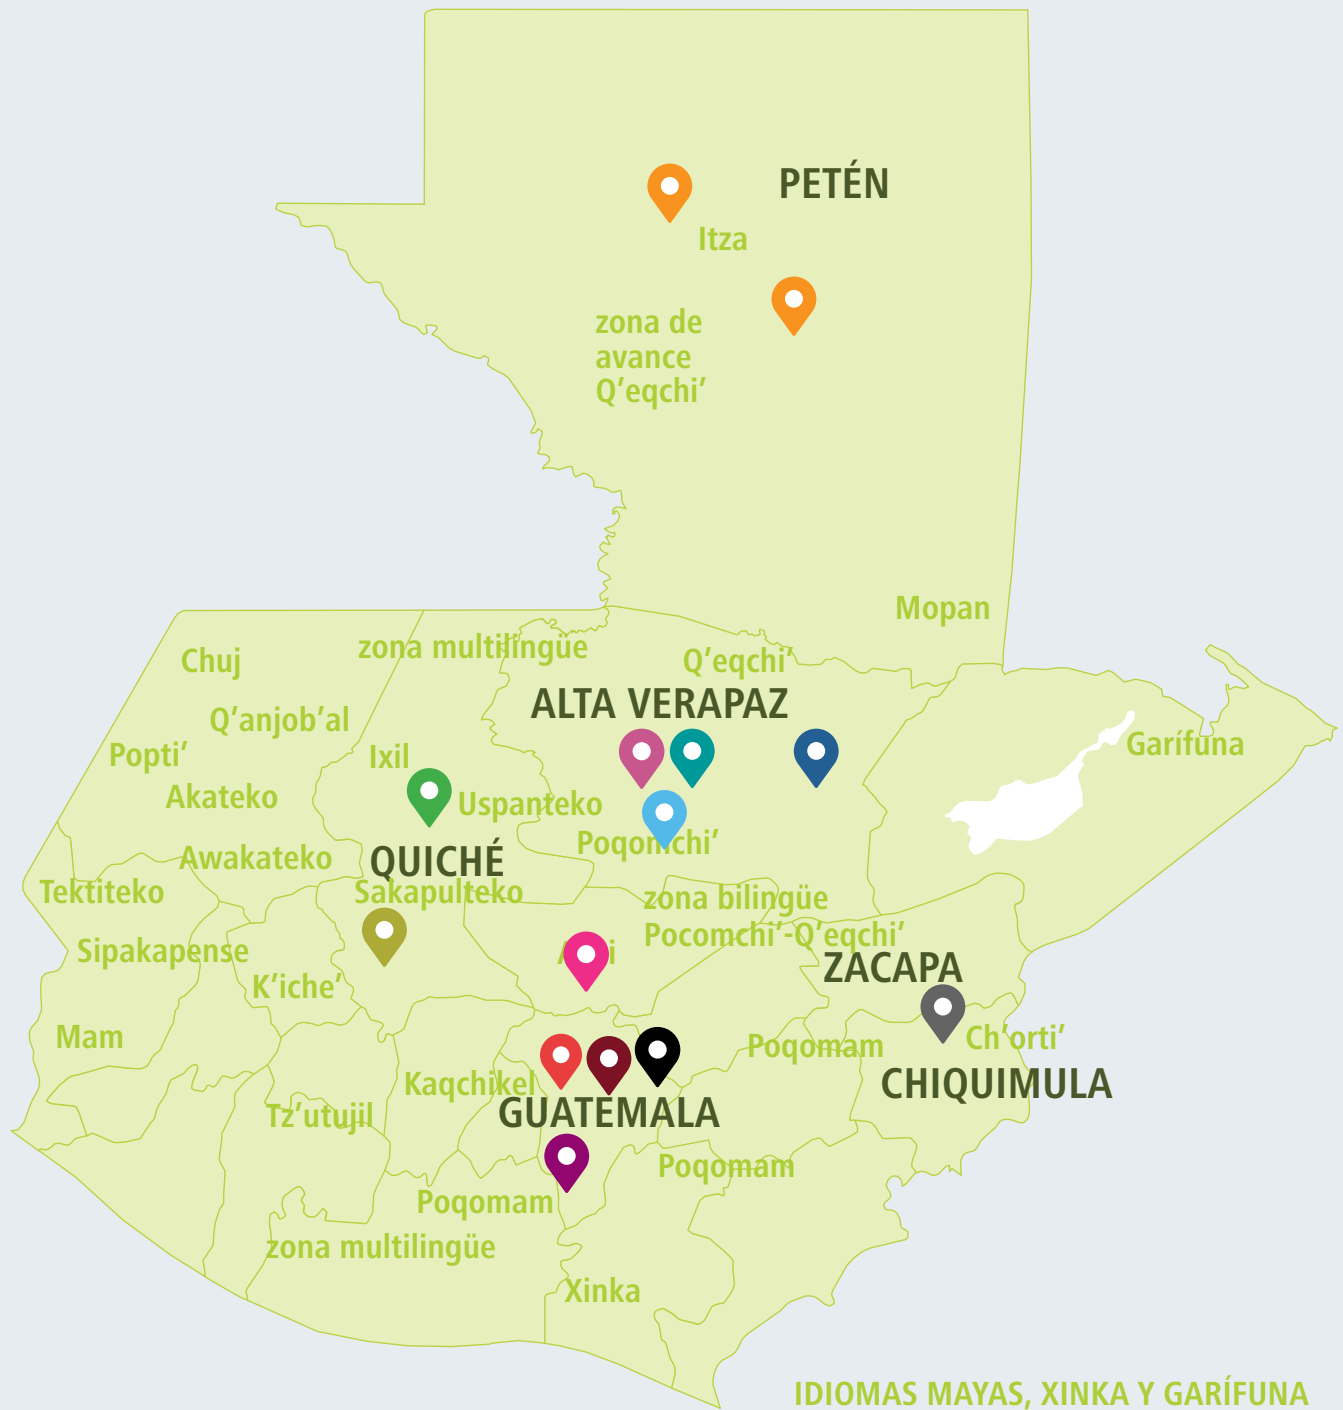 PETÉN
Itza
zona de
avance
Q’eqchi’
Mopan
zona multilingüe
Chuj
Q’eqchi’
ALTA VERAPAZ
Q’anjob’al
Garífuna
Popti’
Ixil
Akateko
Uspanteko
Poqomchi’
Awakateko
QUICHÉ
Tektiteko
Sakapulteko
zona bilingüe
Pocomchi’-Q’eqchi’
Sipakapense
ZACAPA
K’iche’
Mam
Ch’orti’
Poqomam
Kaqchikel
CHIQUIMULA
GUATEMALA
Tz’utujil
Poqomam
Poqomam
zona multilingüe
Xinka
IDIOMAS MAYAS, XINKA Y GARÍFUNA